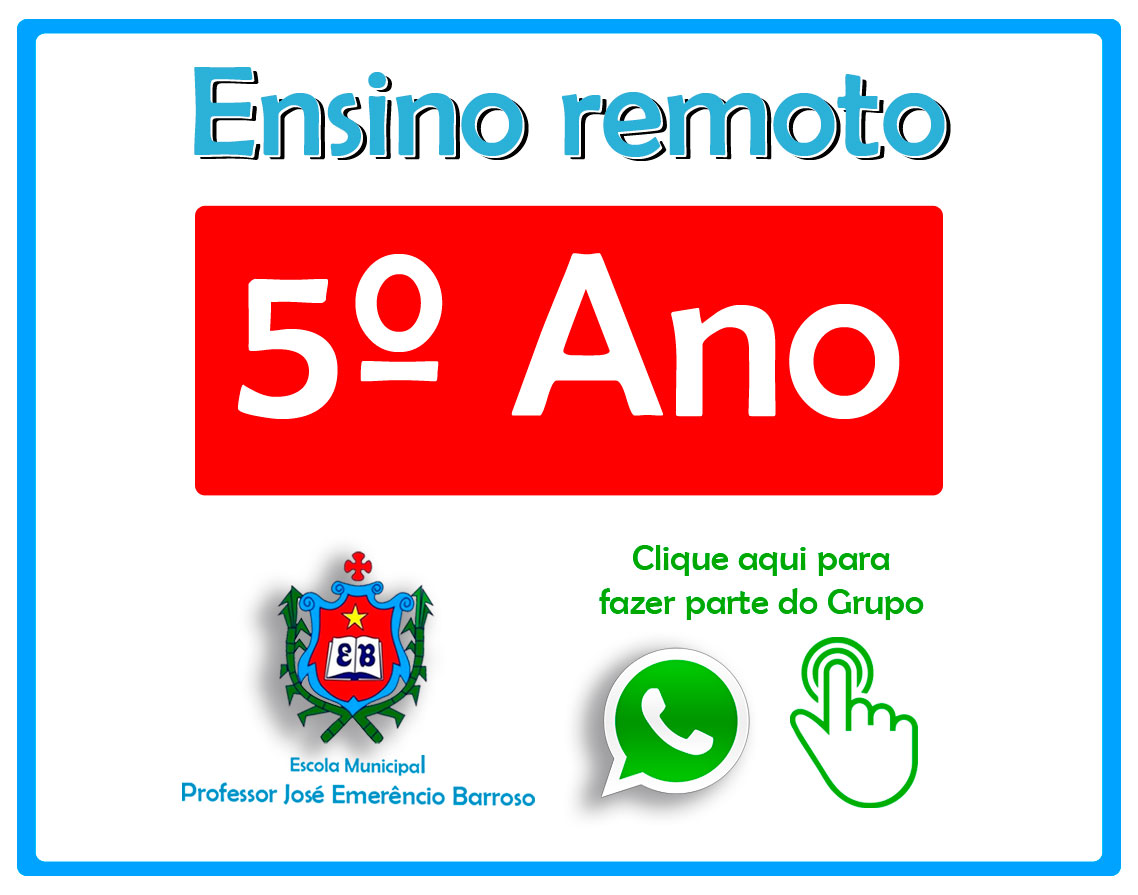 Ensino remoto
5º Ano
Clique aqui para
fazer parte do Grupo
EB
Escola Municipal
Professor José Emerêncio Barroso